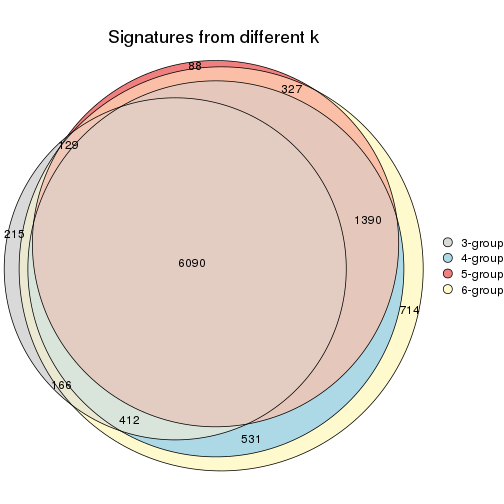 Signatures from different k
88
327
129
1390
215
6090
714
166
412
531
3-group
4-group
5-group
6-group